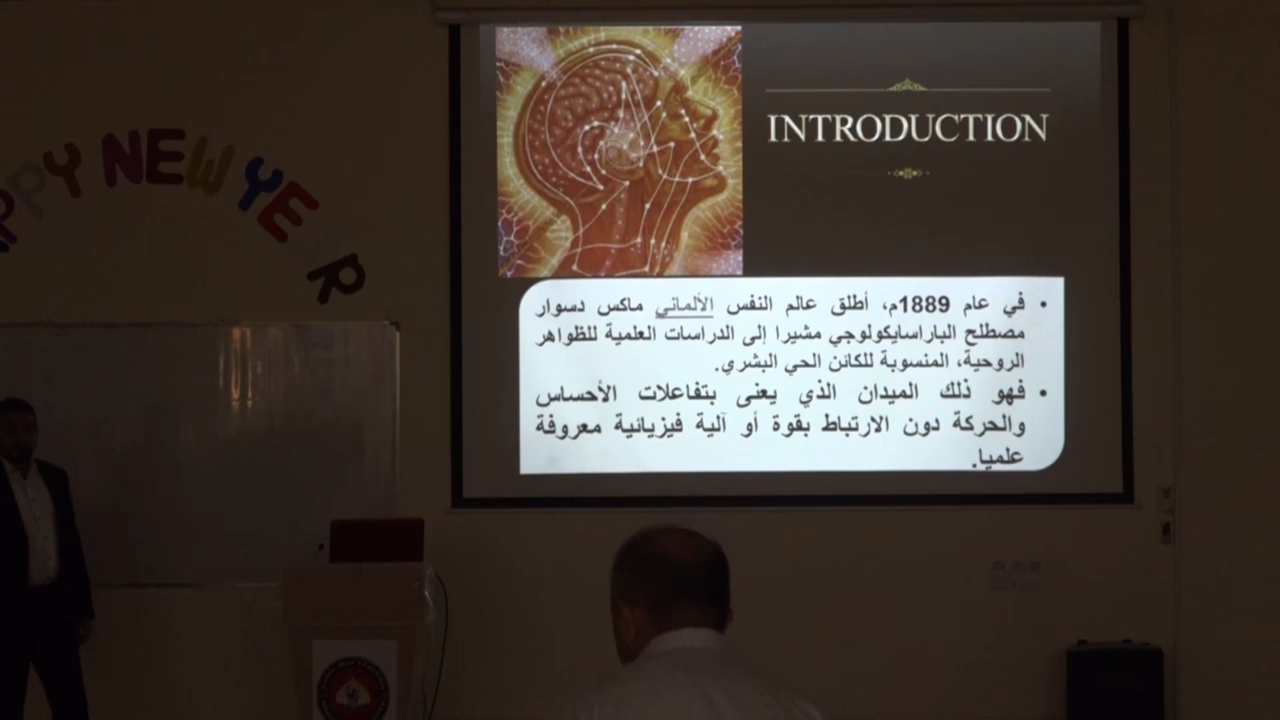 PPY NEW YE R
INTRODUCTION
• في عام 1889م، أطلق عالم النفس الألماني ماكس دسوار
مصطلح الباراسايكولوجي مشيرا إلى الدراسات العلمية للظواهر
الروحية، المنسوبة للكائن الحي البشري.
• فهو ذلك الميدان الذي يعنى بتفاعلات الأحساس
والحركة دون الارتباط بقوة أو آلية فيزيائية معروفة
علميا.